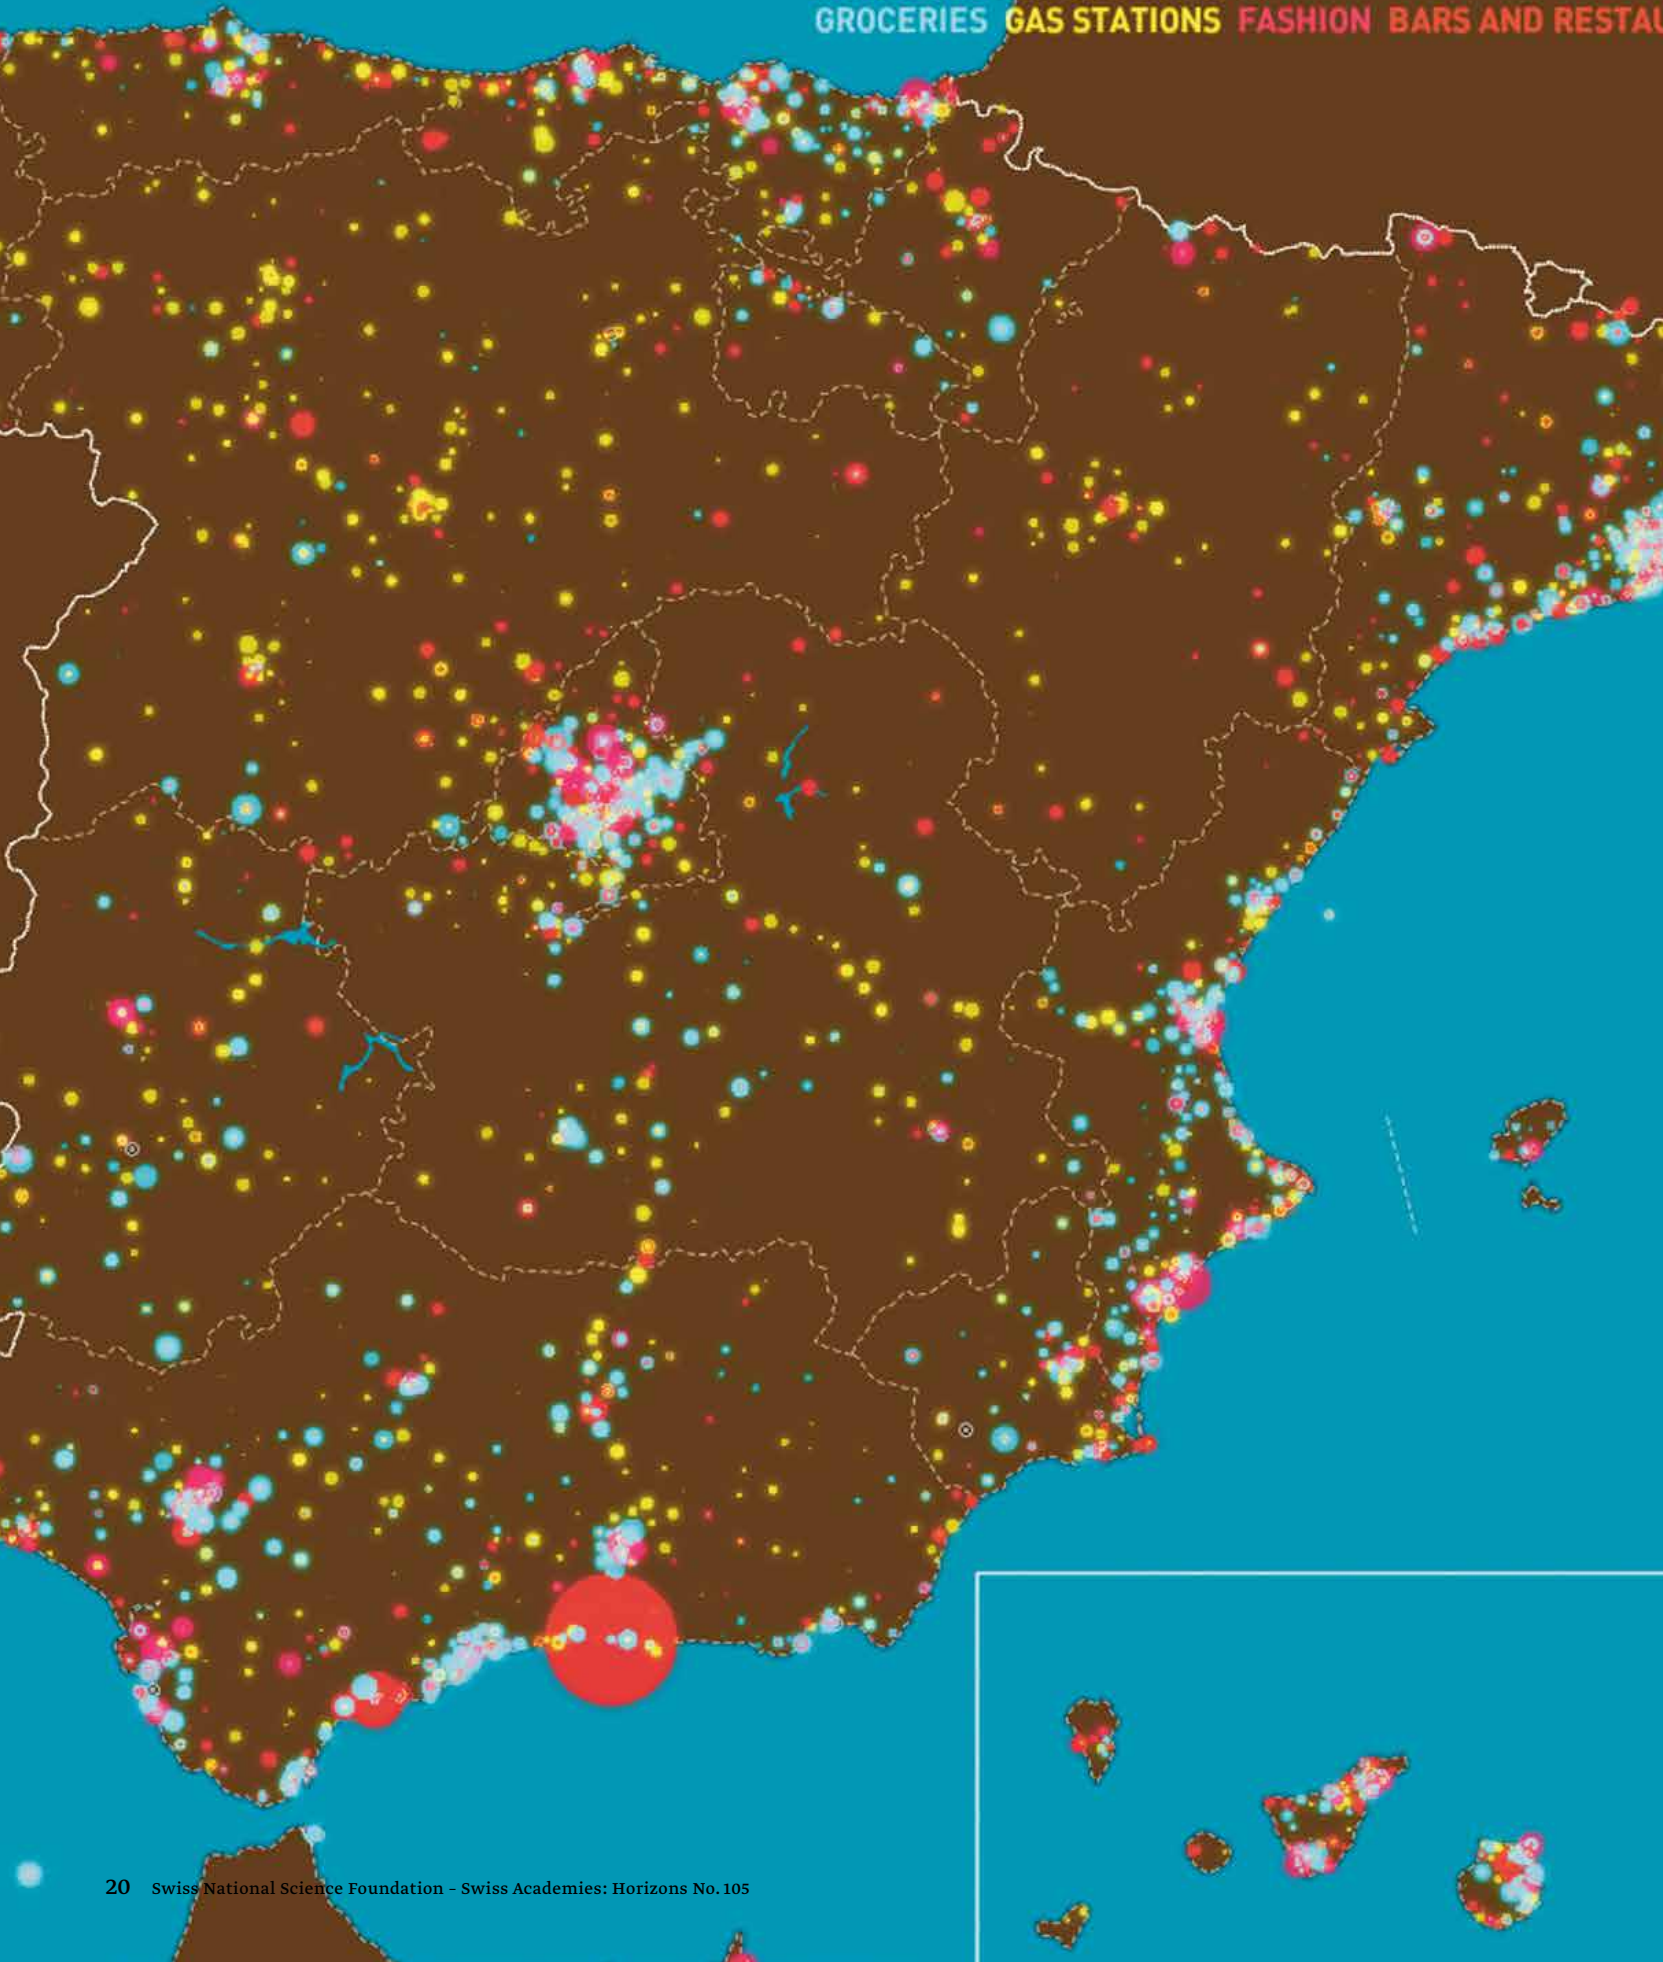 GROCERIES GAS STATIONS FASHION BARS AND RESTAU
20 Swiss National Science Foundation – Swiss Academies: Horizons No. 105